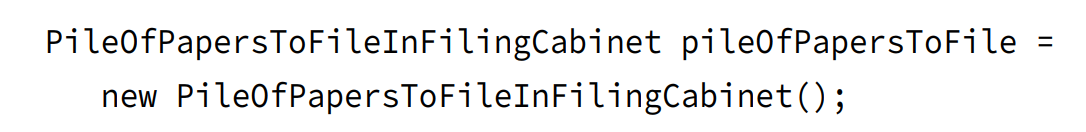 PileOfPapersToFileInFilingCabinet pileOfPapersToFile =
new PileOfPapersToFileInFilingCabinet();